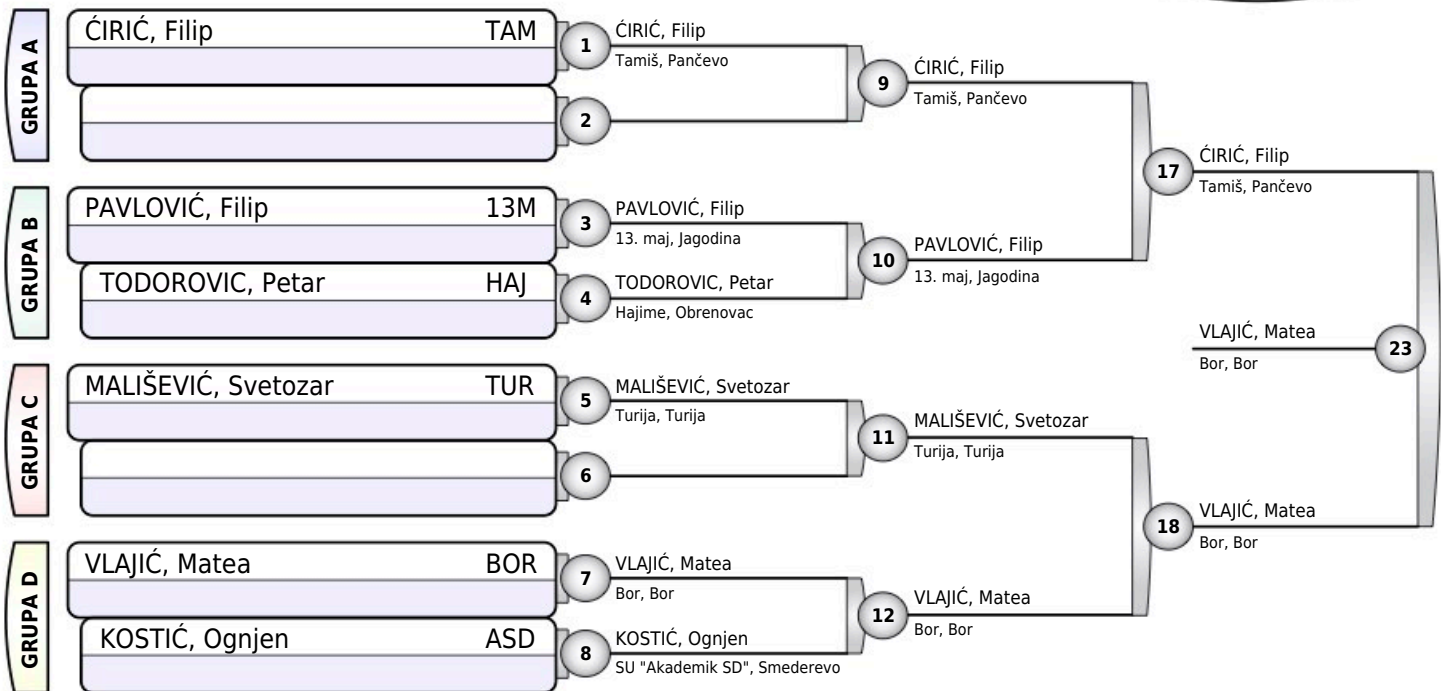 GRUPA A
ĆIRIĆ, Filip TAM
1
ĆIRIĆ, Filip
Tamiš, Pančevo
2
9
ĆIRIĆ, Filip
Tamiš, Pančevo
GRUPA B
PAVLOVIĆ, Filip 13M
TODOROVIC, Petar HAJ
3
PAVLOVIĆ, Filip
13. maj, Jagodina
4
TODOROVIC, Petar
Hajime, Obrenovac
10
PAVLOVIĆ, Filip
13. maj, Jagodina
17
ĆIRIĆ, Filip
Tamiš, Pančevo
GRUPA C
MALIŠEVIĆ, Svetozar TUR
5
MALIŠEVIĆ, Svetozar
Turija, Turija
6
11
MALIŠEVIĆ, Svetozar
Turija, Turija
GRUPA D
VLAJIĆ, Matea BOR
KOSTIĆ, Ognjen ASD
7
VLAJIĆ, Matea
Bor, Bor
8
KOSTIĆ, Ognjen
SU "Akademik SD", Smederevo
12
VLAJIĆ, Matea
Bor, Bor
18
VLAJIĆ, Matea
Bor, Bor
VLAJIĆ, Matea
Bor, Bor
23